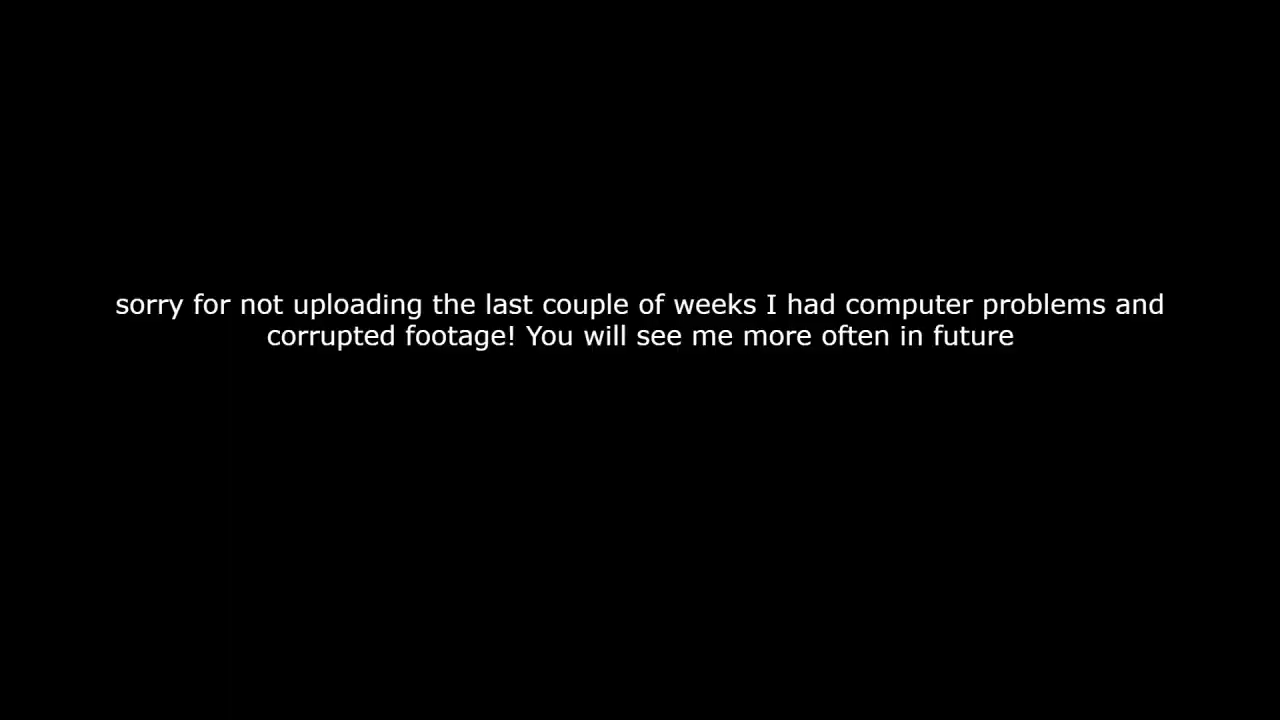 sorry for not uploading the last couple of weeks I had computer problems and
corrupted footage! You will see me more often in future